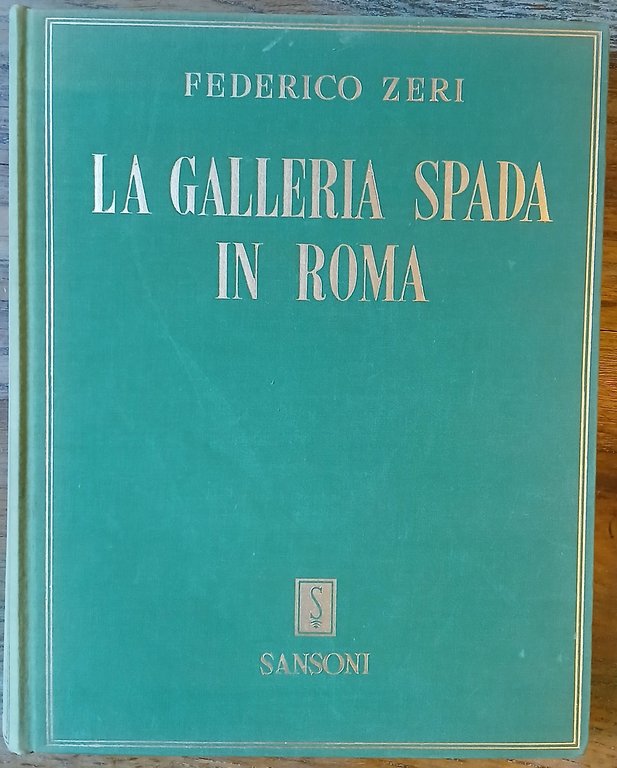 FEDERICO ZERI
LA GALLERIA SPADA
IN ROMA
S
SANSONI